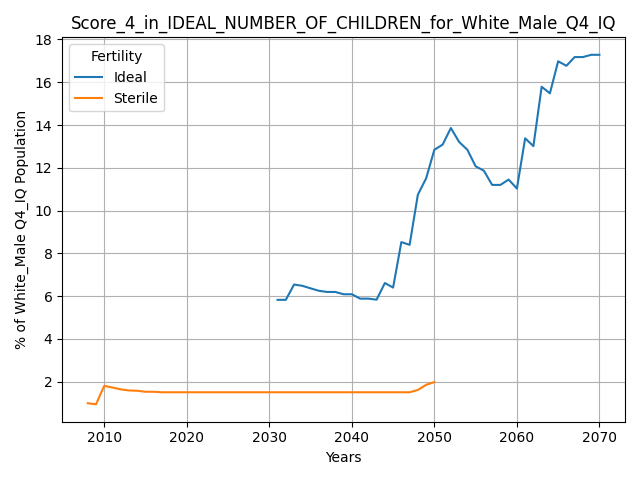 Score_4_in_IDEAL_NUMBER_OF_CHILDREN_for_White_Male_Q4_IQ
% of White_Male Q4_IQ Population
18
16
14
12
10
8
6
4
2
Fertility
Ideal
Sterile
2010 2020 2030 2040 2050 2060 2070
Years